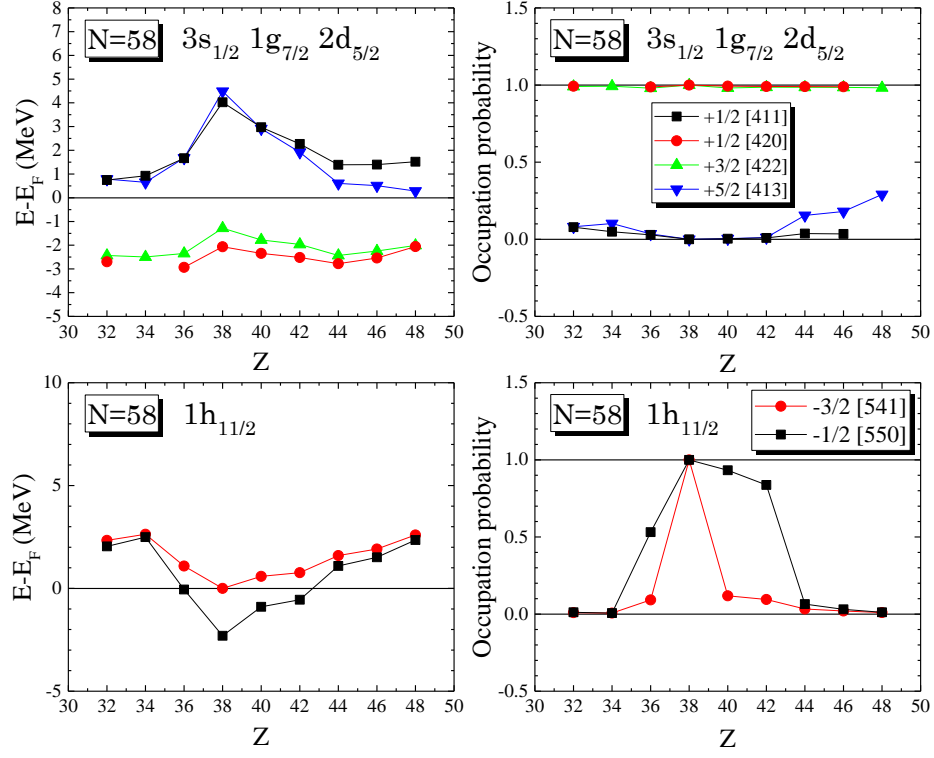 N=58 3s1/2 1g7/2 2d5/2
8
7
6
5
4
3
2
1
0
-1
-2
-3
-4
-5
E-EF (MeV)
30 32 34 36 38 40 42 44 46 48 50
Z
N=58 3s1/2 1g7/2 2d5/2
1.5
1.0
0.5
0.0
-0.5
Occupation probability
+1/2 [411]
+1/2 [420]
+3/2 [422]
+5/2 [413]
30 32 34 36 38 40 42 44 46 48 50
Z
N=58 1h11/2
10
5
0
-5
E-EF (MeV)
30 32 34 36 38 40 42 44 46 48 50
Z
N=58 1h11/2
1.5
1.0
0.5
0.0
-0.5
Occupation probability
-3/2 [541]
-1/2 [550]
30 32 34 36 38 40 42 44 46 48 50
Z